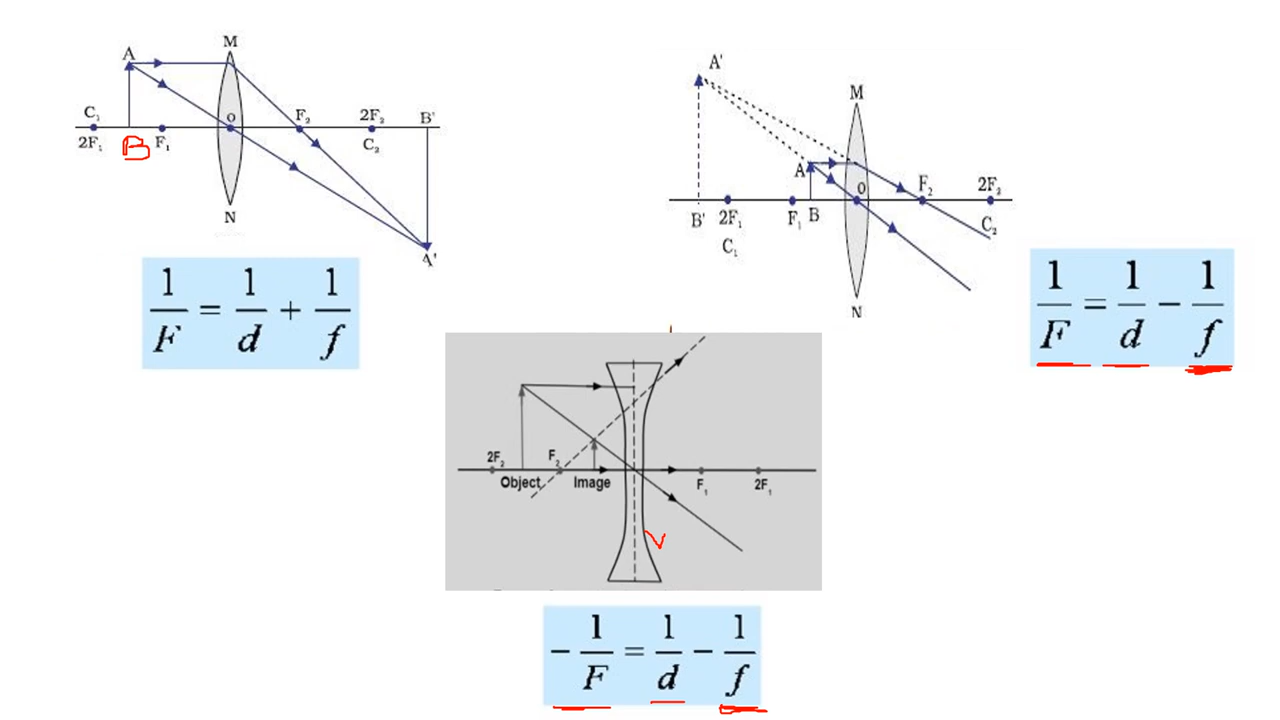 M
A
C₁
O
F₂
2F₂
B'
2F₁
B
F₁
C₂
N
A'
1/F = 1/d + 1/f
A'
M
A
O
F₂
2F₂
B'
2F₁
F₁
B
C₂
C₁
N
1/F = 1/d − 1/f
2F₂
F₂
F₁
2F₁
Object
Image
− 1/F = 1/d − 1/f